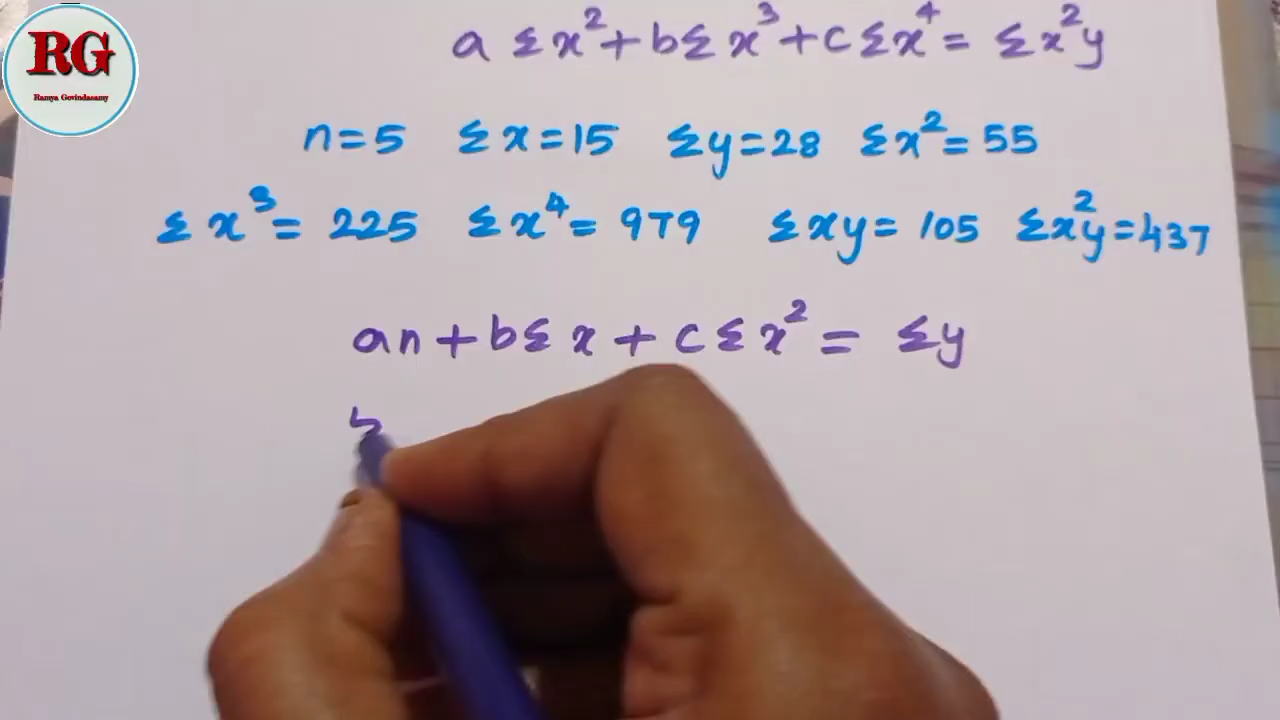 RG
Ramya Govindasamy
a Σx²+bΣx³+cΣx⁴= Σx²y
n=5 Σx=15 Σy=28 Σx²=55
Σx³= 225 Σx⁴= 979 Σxy= 105 Σx²y=437
an+bΣx+cΣx²= Σy
5